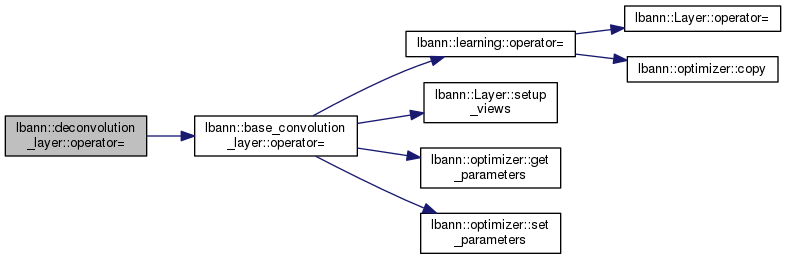 lbann::deconvolution
_layer::operator=
lbann::base_convolution
_layer::operator=
lbann::learning::operator=
lbann::Layer::operator=
lbann::optimizer::copy
lbann::Layer::setup
_views
lbann::optimizer::get
_parameters
lbann::optimizer::set
_parameters